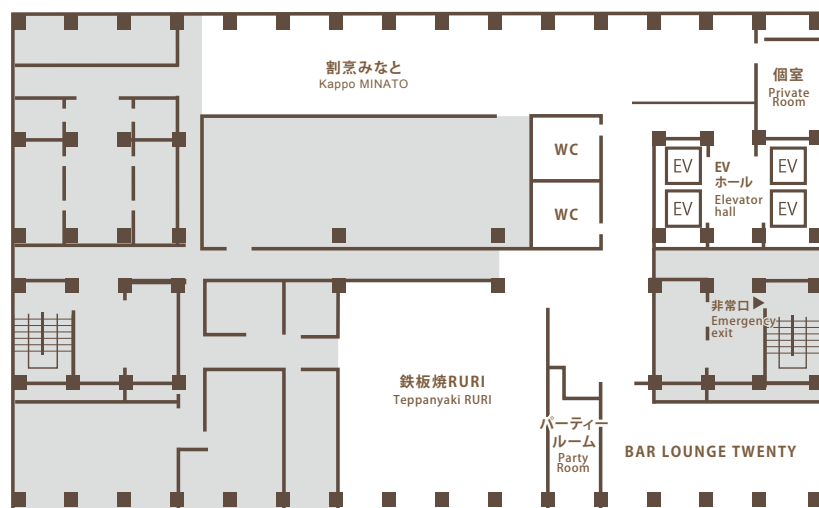 割烹みなと
Kappo MINATO
個室
Private
Room
WC
WC
EV
EV
EV
EV
EV
ホール
Elevator
hall
非常口
Emergency
exit
鉄板焼RURI
Teppanyaki RURI
パーティー
ルーム
Party
Room
BAR LOUNGE TWENTY